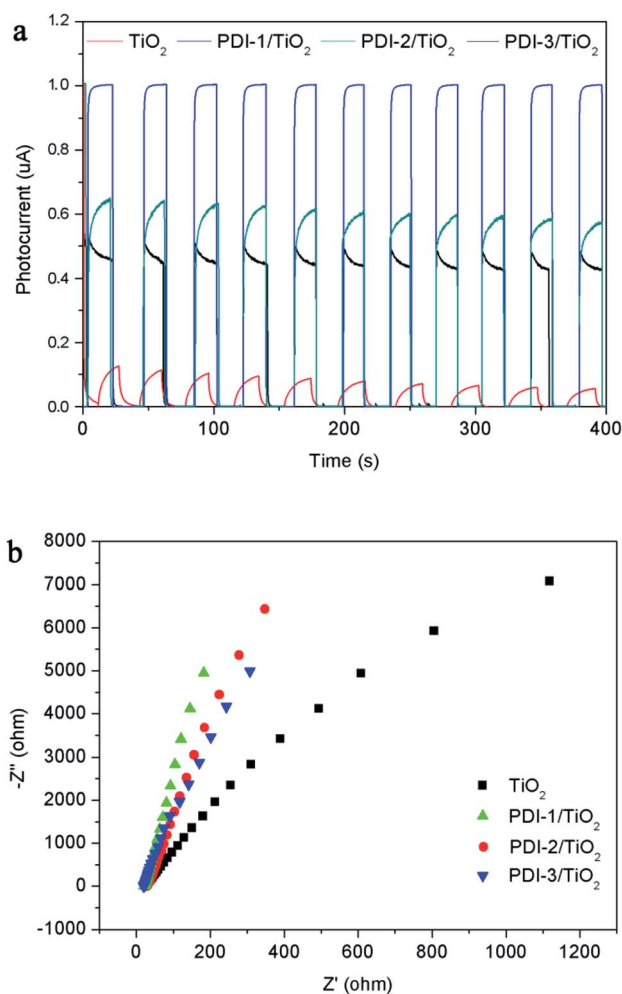 a
TiO₂ PDI-1/TiO₂ PDI-2/TiO₂ PDI-3/TiO₂
1.0
0.8
0.6
0.4
0.2
0.0
Photocurrent (uA)
0 100 200 300 400
Time (s)
b
8000
7000
6000
5000
4000
3000
2000
1000
0
-1000
-Z" (ohm)
TiO₂
PDI-1/TiO₂
PDI-2/TiO₂
PDI-3/TiO₂
0 200 400 600 800 1000 1200
Z' (ohm)